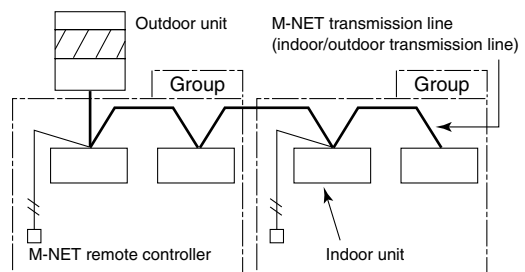 Outdoor unit
M-NET transmission line
(indoor/outdoor transmission line)
Group
Group
M-NET remote controller
Indoor unit